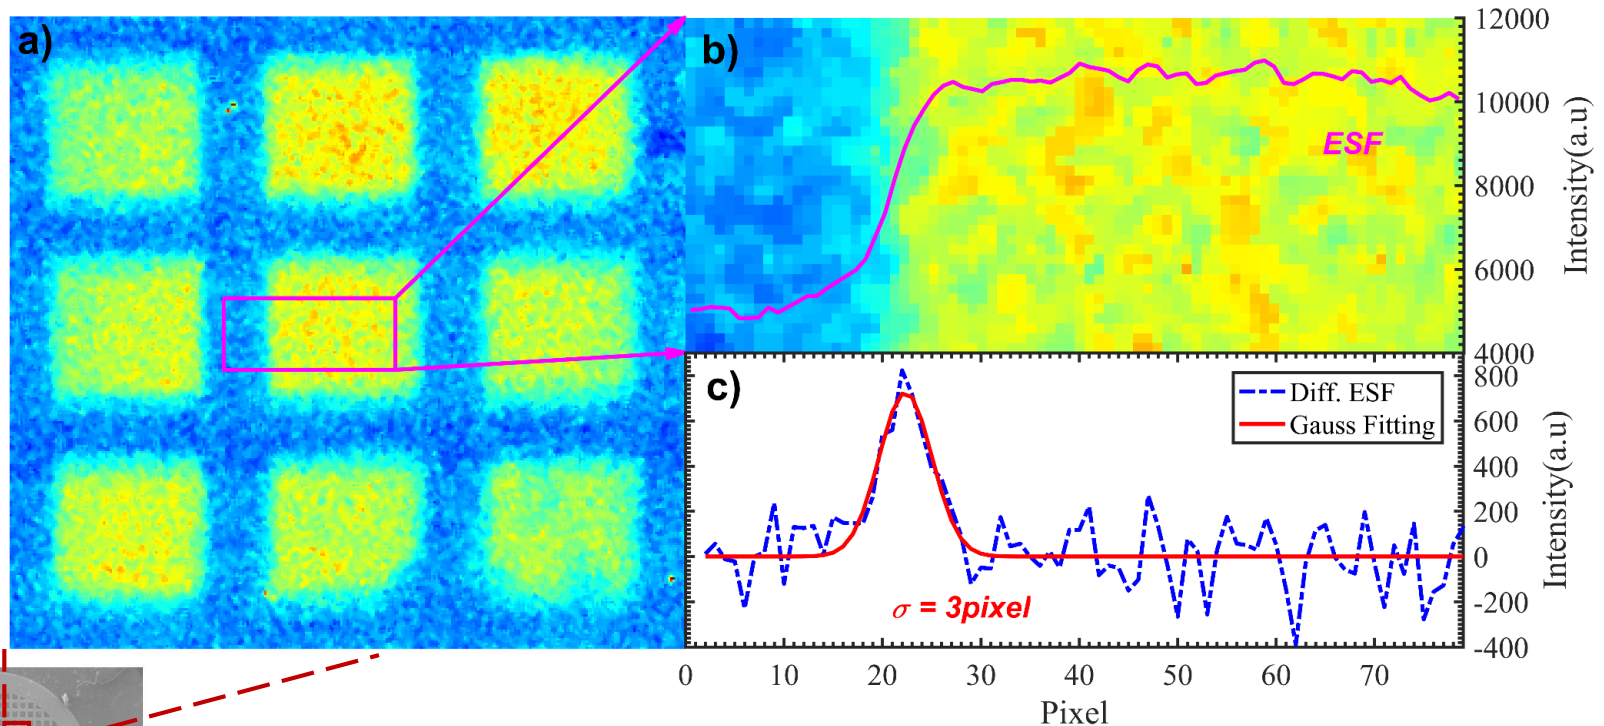 a)
b)
ESF
12000
10000
8000
6000
4000
Intensity(a.u)
c)
Diff. ESF
Gauss Fitting
σ = 3pixel
800
600
400
200
0
-200
-400
Intensity(a.u)
0 10 20 30 40 50 60 70
Pixel